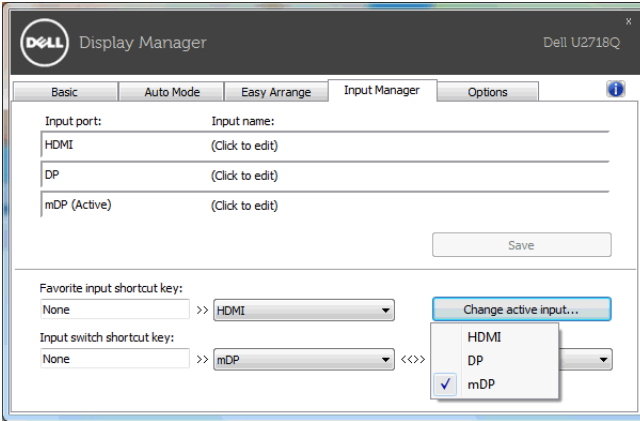 DELL Display Manager Dell U2718Q
x
Basic Auto Mode Easy Arrange Input Manager Options i
Input port: Input name:
HDMI (Click to edit)
DP (Click to edit)
mDP (Active) (Click to edit)
Save
Favorite input shortcut key:
None >> HDMI Change active input...
Input switch shortcut key:
None >> mDP <<>>
HDMI
DP
mDP